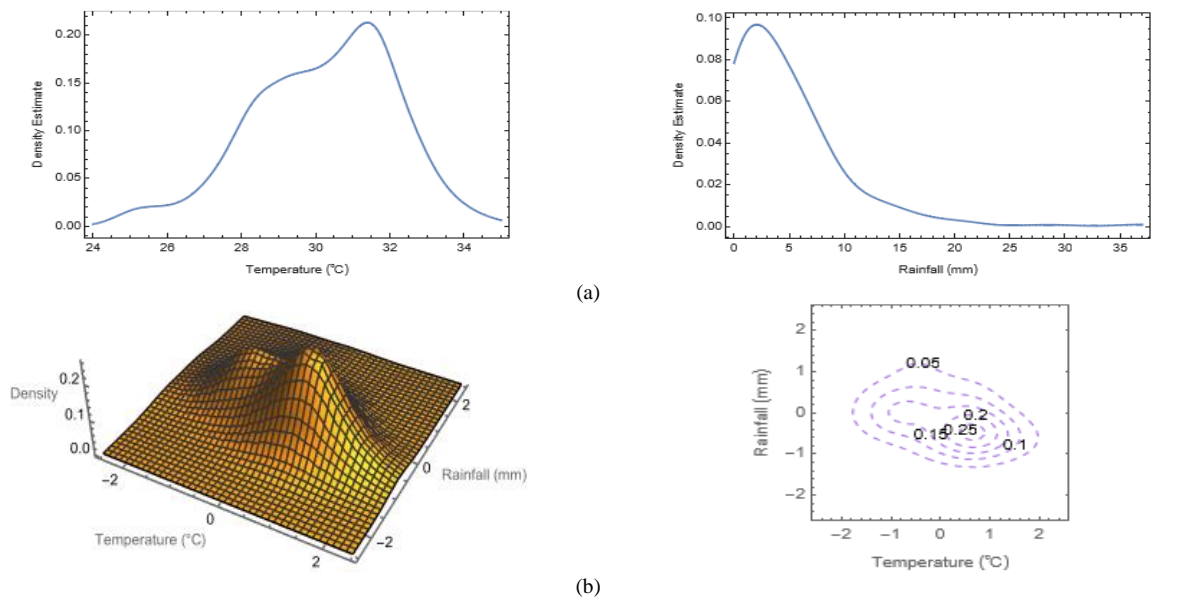 0.20
0.15
0.10
0.05
0.00
Density Estimate
24 26 28 30 32 34
Temperature (°C)
0.10
0.08
0.06
0.04
0.02
0.00
Density Estimate
0 5 10 15 20 25 30 35
Rainfall (mm)
(a)
Density
0.2
0.1
0.0
−2
0
2
Temperature (°C)
2
0
−2
Rainfall (mm)
2
1
0
−1
−2
Rainfall (mm)
0.05
0.2
0.25
0.15
0.1
−2 −1 0 1 2
Temperature (°C)
(b)